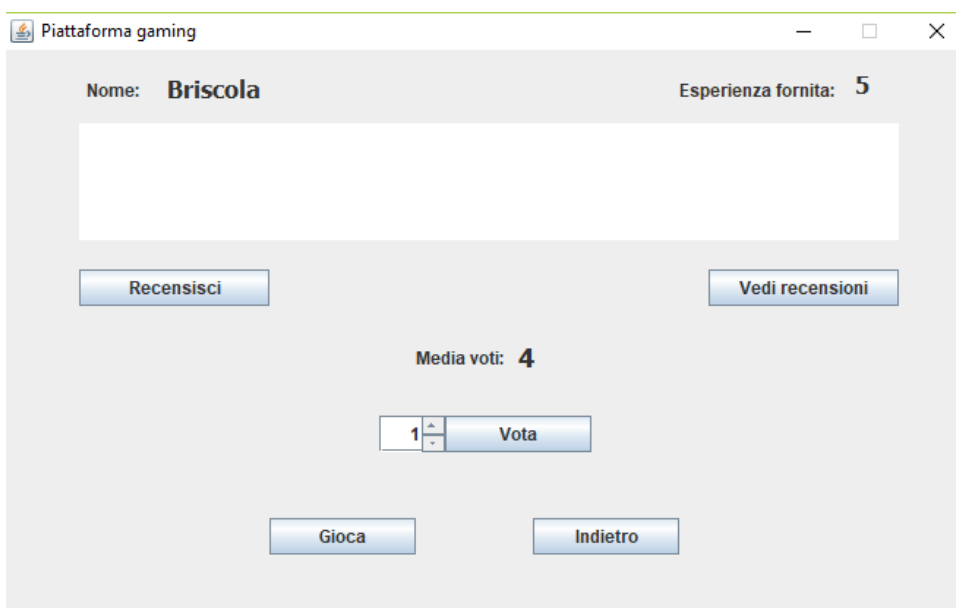 Piattaforma gaming
Nome: Briscola Esperienza fornita: 5
Recensisci Vedi recensioni
Media voti: 4
1 Vota
Gioca Indietro